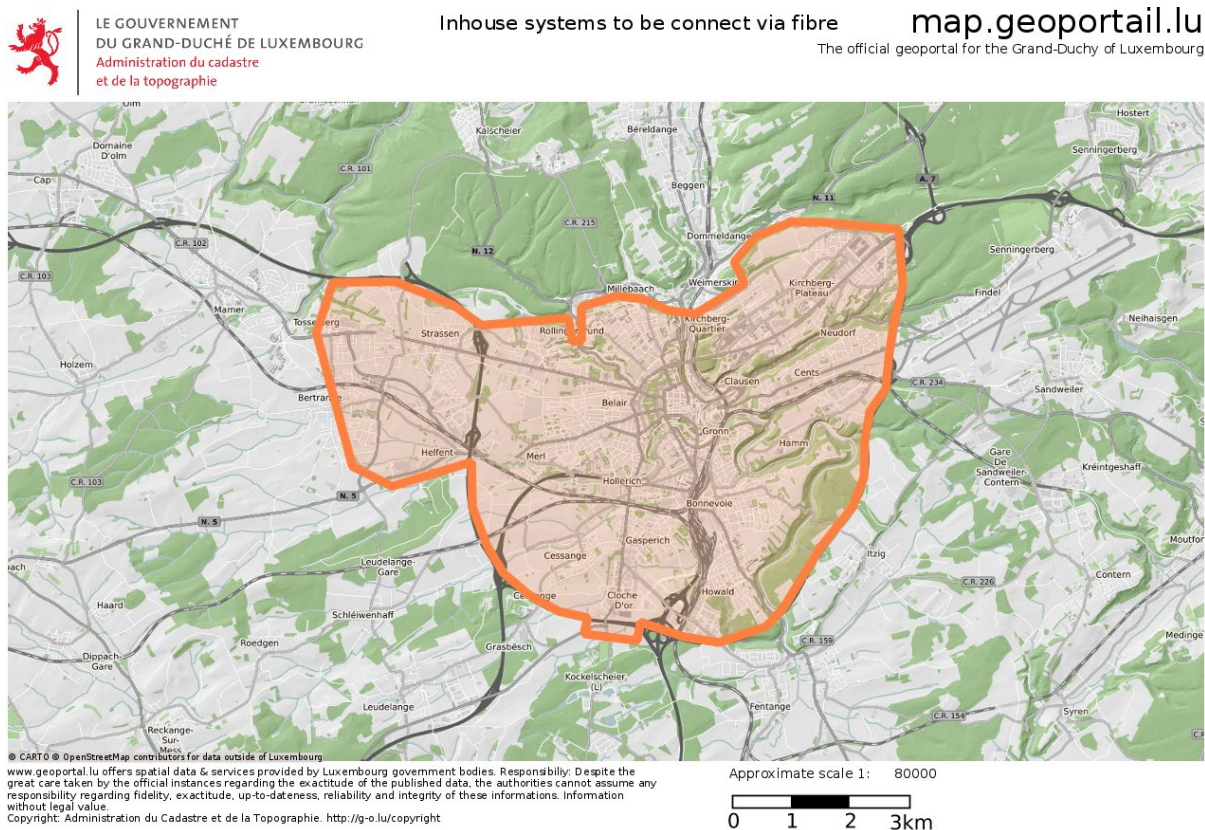 LE GOUVERNEMENT
DU GRAND-DUCHÉ DE LUXEMBOURG
Administration du cadastre
et de la topographie
Inhouse systems to be connect via fibre
map.geoportail.lu
The official geoportal for the Grand-Duchy of Luxembourg
Olm
Kalscheier
Béreldange
Hostert
Domaine
D'olm
Senningerberg
Cap
C.R. 101
A. 7
Beggen
N. 11
C.R. 215
C.R. 102
N. 12
Dommeldange
Senningerberg
C.R. 103
Millebaach
Weimerskir
Kirchberg-
Plateau
Findel
Mamer
Neihaisgen
Strassen
Kirchberg-
Quartier
Neudorf
Holzem
Cents
Clausen
C.R. 234
Sandweiler
Bertrange
Belair
Gronn
Hamm
Helfent
Merl
Gare
De
Sandweiler-
Contern
Kréintgeshaff
C.R. 103
N. 5
Hollerich
Bonnevoie
N. 5
Gasperich
Moutfor
Cessange
Itzig
Leudelange-
Gare
C.R. 226
Contern
Haard
Schléiwenhaff
Cloche
D'or
Howald
Roedgen
C.R. 159
Medinge
Dippach-
Gare
Grasbësch
Kockelscheier
(L)
Leudelange
Fentange
C.R. 154
Syren
Reckange-
Sur-
Mess
© CARTO © OpenStreetMap contributors for data outside of Luxembourg
www.geoportal.lu offers spatial data & services provided by Luxembourg government bodies. Responsibiliy: Despite the
great care taken by the official instances regarding the exactitude of the published data, the authorities cannot assume any
responsibility regarding fidelity, exactitude, up-to-dateness, reliability and integrity of these informations. Information
without legal value.
Copyright: Administration du Cadastre et de la Topographie. http://g-o.lu/copyright
Approximate scale 1: 80000
0 1 2 3km